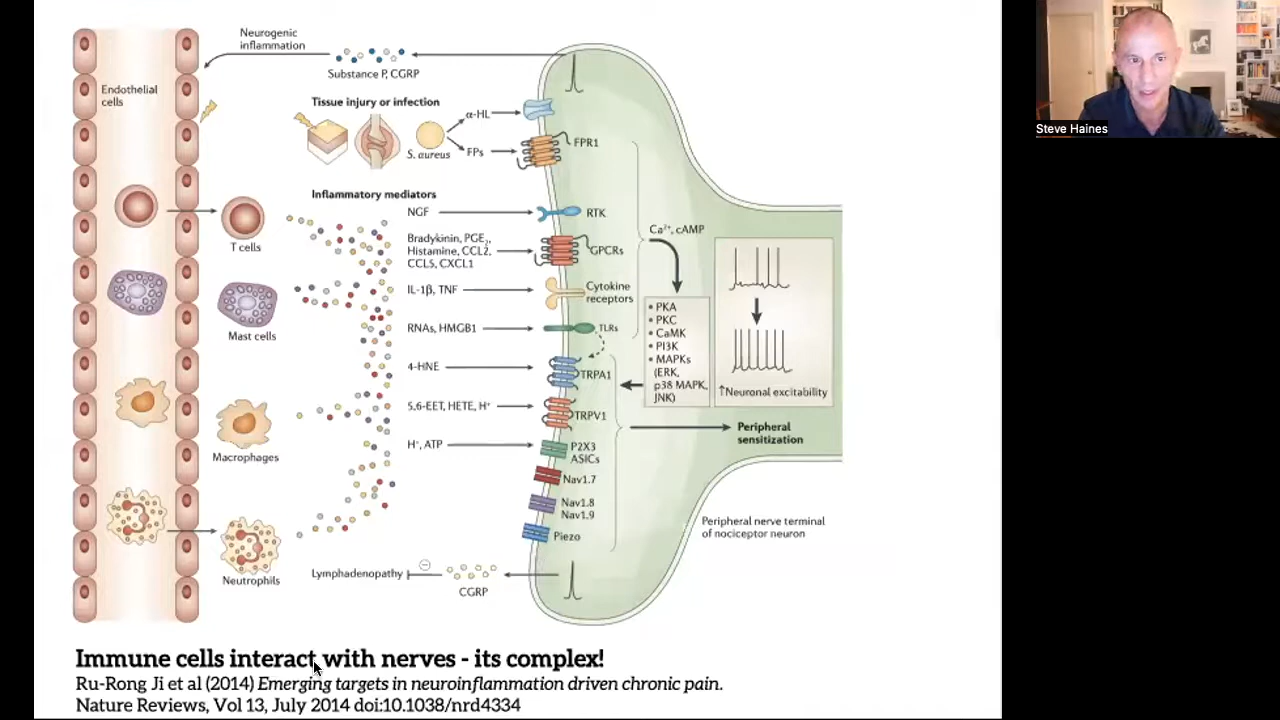 Neurogenic
inflammation
Substance P, CGRP
Endothelial
cells
Tissue injury or infection
α-HL
S. aureus
FPs
FPR1
Inflammatory mediators
NGF
RTK
T cells
Bradykinin, PGE₂,
Histamine, CCL2,
CCL5, CXCL1
GPCRs
Ca²⁺, cAMP
IL-1β, TNF
Cytokine
receptors
Mast cells
RNAs, HMGB1
TLRs
• PKA
• PKC
• CaMK
• PI3K
• MAPKs
(ERK,
p38 MAPK,
JNK)
↑Neuronal excitability
4-HNE
TRPA1
5,6-EET, HETE, H⁺
TRPV1
Macrophages
H⁺, ATP
P2X3
ASICs
Peripheral
sensitization
Nav1.7
Nav1.8
Nav1.9
Piezo
Peripheral nerve terminal
of nociceptor neuron
Neutrophils
Lymphadenopathy
CGRP
Immune cells interact with nerves - its complex!
Ru-Rong Ji et al (2014) Emerging targets in neuroinflammation driven chronic pain.
Nature Reviews, Vol 13, July 2014 doi:10.1038/nrd4334
Steve Haines